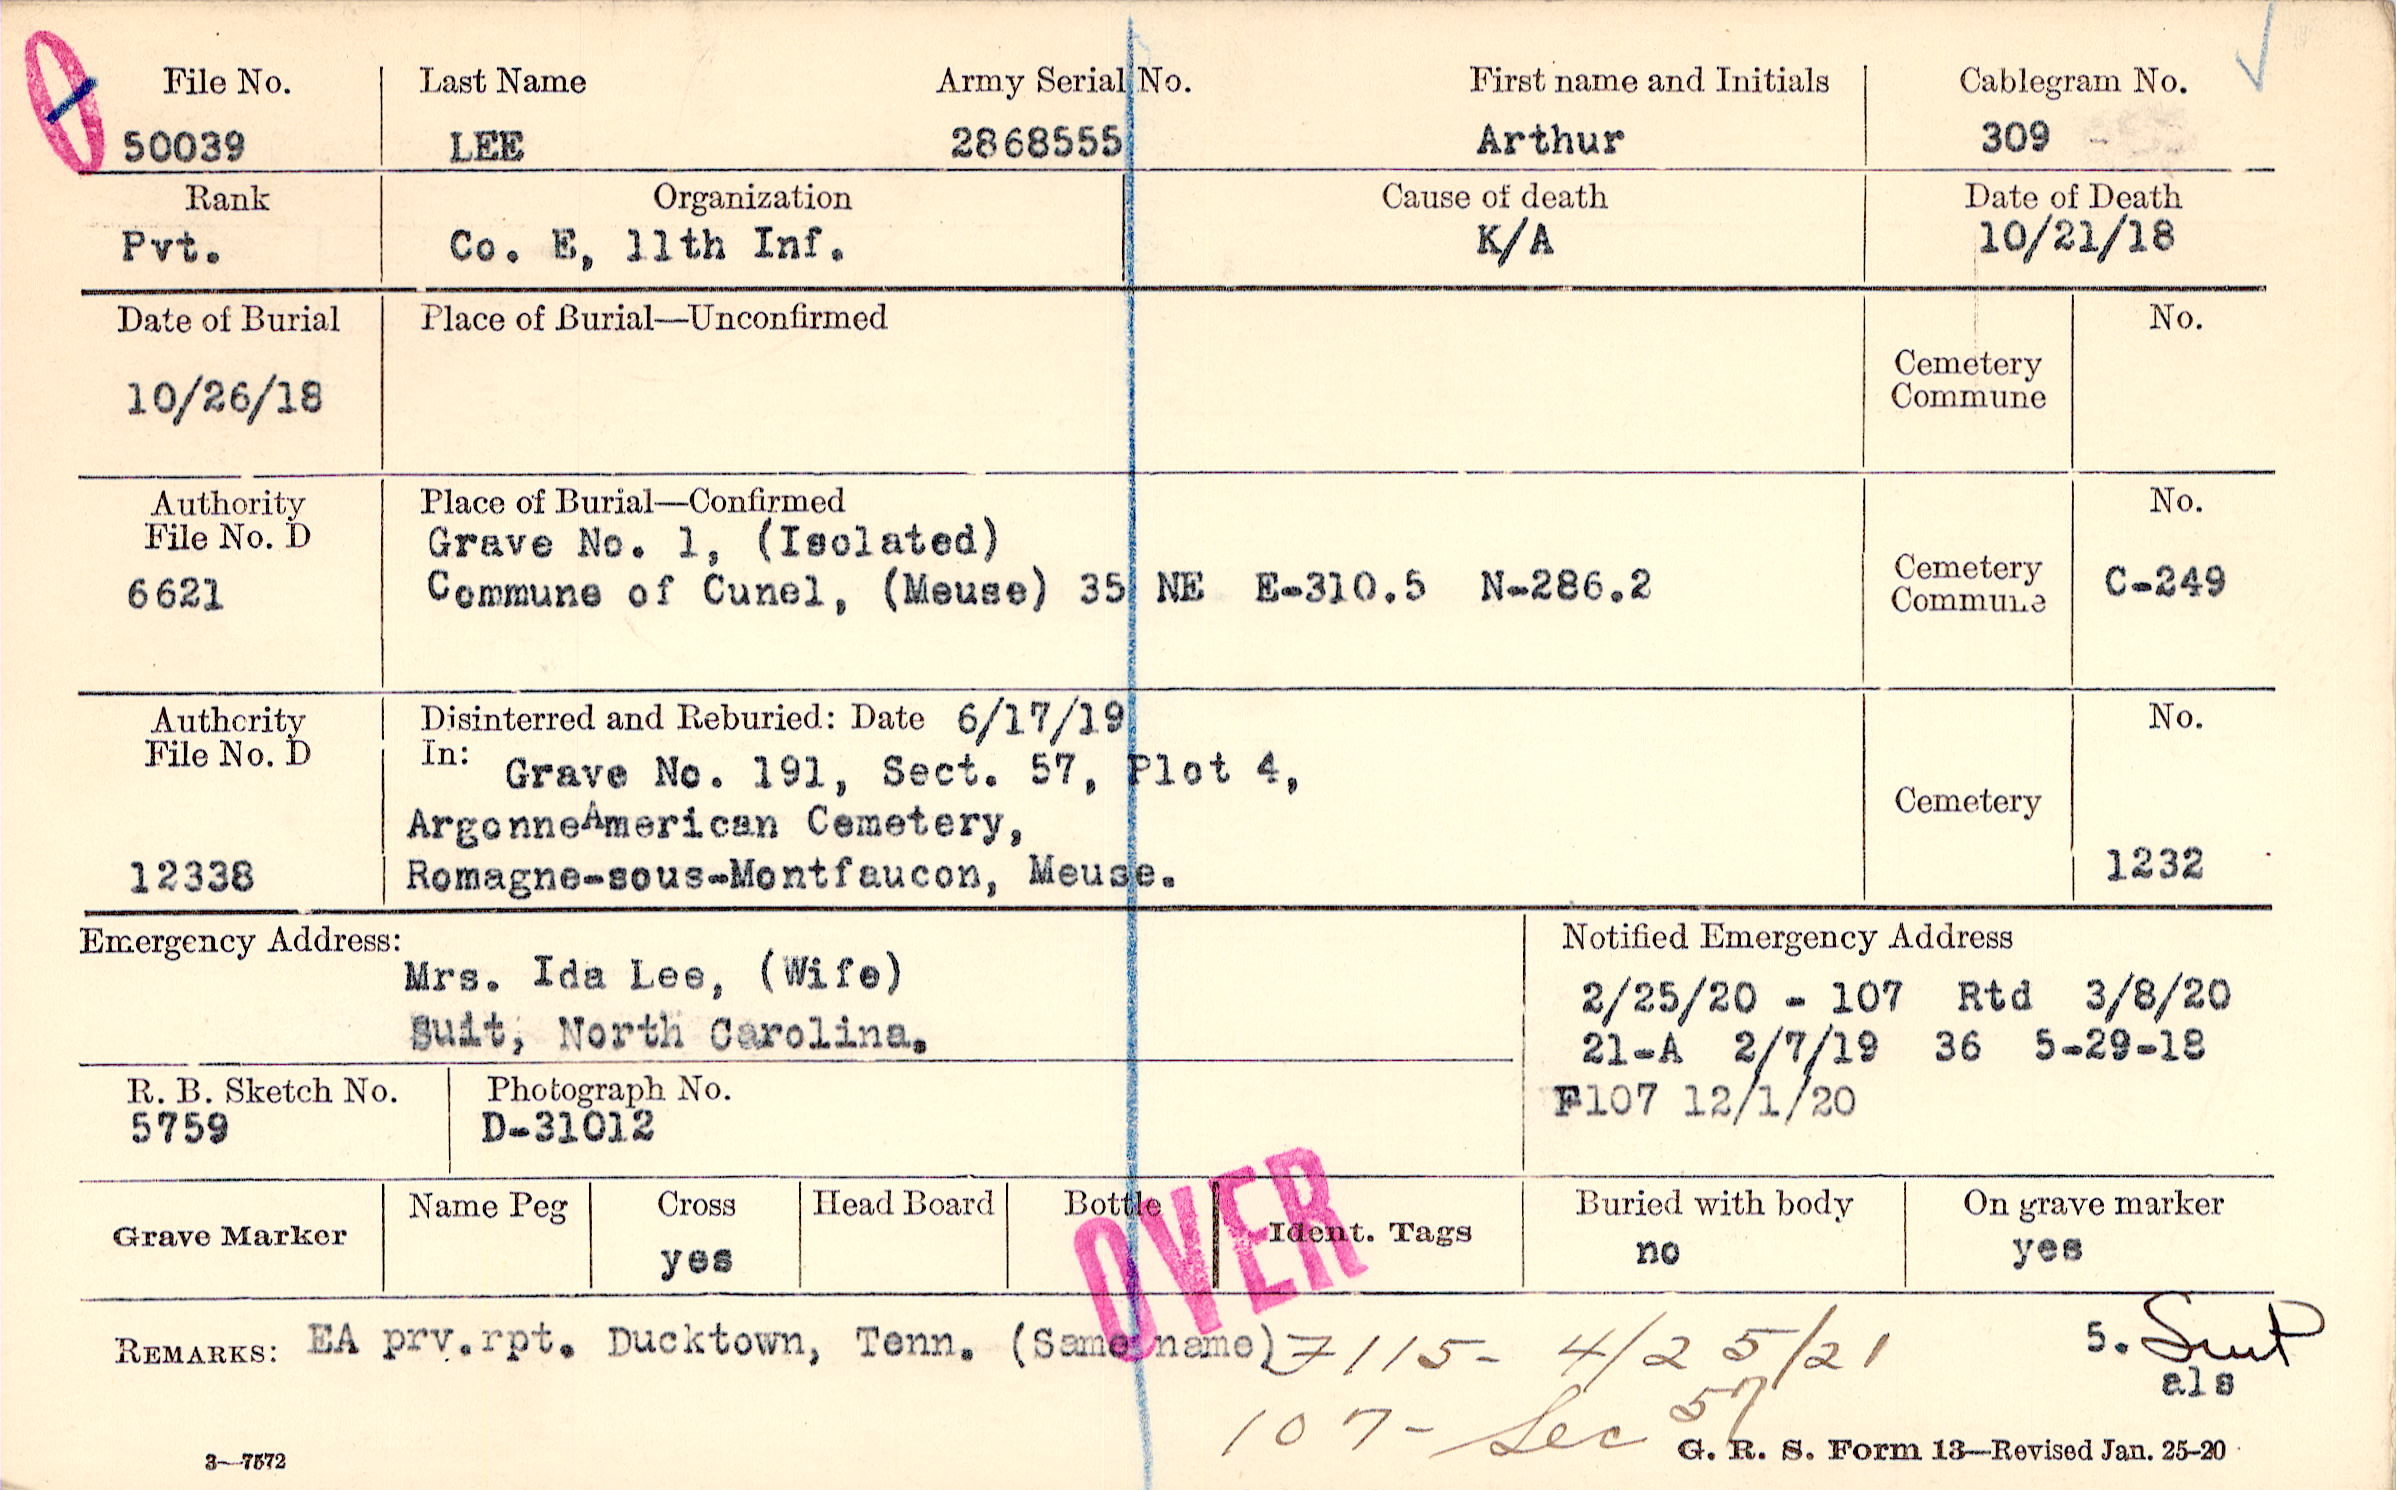 File No. Last Name Army Serial No. First name and Initials Cablegram No.
50039 LEE 2868555 Arthur 309
Rank Organization Cause of death Date of Death
Pvt. Co. E, 11th Inf. K/A 10/21/18
Date of Burial Place of Burial—Unconfirmed No.
10/26/18 Cemetery
Commune
Authority Place of Burial—Confirmed No.
File No. D Grave No. 1, (Isolated)
6621 Commune of Cunel, (Meuse) 35 NE E-310.5 N-286.2 Cemetery C-249
Commune
Authority Disinterred and Reburied: Date 6/17/19 No.
File No. D In: Grave No. 191, Sect. 57, Plot 4,
Argonne American Cemetery, Cemetery
12338 Romagne-sous-Montfaucon, Meuse. 1232
Emergency Address: Notified Emergency Address
Mrs. Ida Lee, (Wife) 2/25/20 - 107 Rtd 3/8/20
Suit, North Carolina. 21-A 2/7/19 36 5-29-18
F107 12/1/20
R. B. Sketch No. Photograph No.
5759 D-31012
OVER
Grave Marker Name Peg Cross Head Board Bottle Ident. Tags Buried with body On grave marker
yes no yes
REMARKS: EA prv.rpt. Ducktown, Tenn. (Same name) 7115- 4/25/21 5.
als
107- Sec 57
3—7572 G. R. S. Form 13—Revised Jan. 25-20